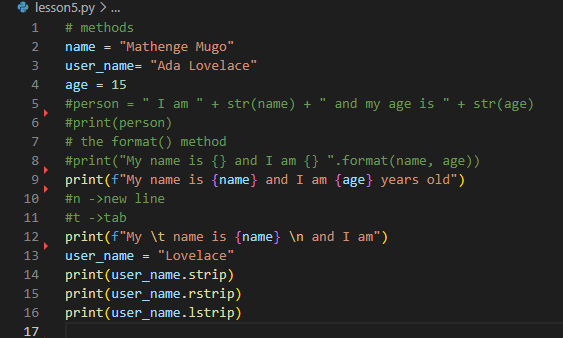 lesson5.py > ...
1 # methods
2 name = "Mathenge Mugo"
3 user_name= "Ada Lovelace"
4 age = 15
5 #person = " I am " + str(name) + " and my age is " + str(age)
6 #print(person)
7 # the format() method
8 #print("My name is {} and I am {} ".format(name, age))
9 print(f"My name is {name} and I am {age} years old")
10 #n ->new line
11 #t ->tab
12 print(f"My \t name is {name} \n and I am")
13 user_name = "Lovelace"
14 print(user_name.strip)
15 print(user_name.rstrip)
16 print(user_name.lstrip)
17